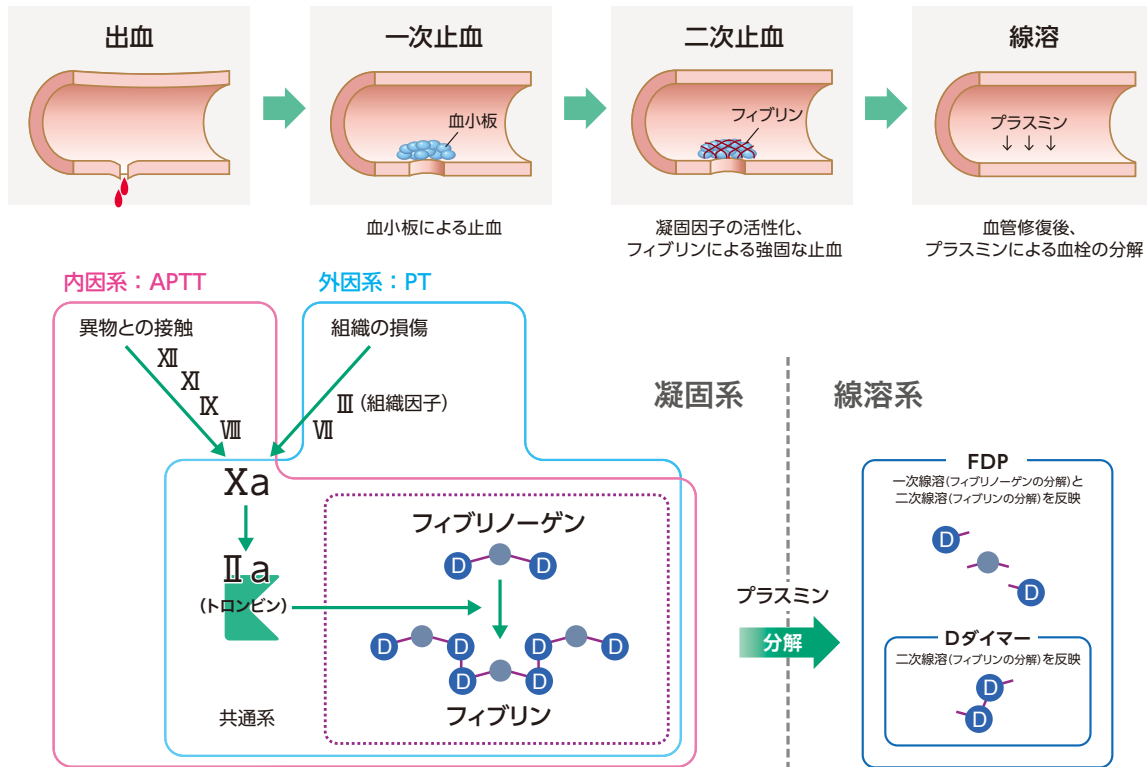 出血
一次止血
二次止血
線溶
血小板
フィブリン
プラスミン
↓ ↓ ↓
血小板による止血
凝固因子の活性化、
フィブリンによる強固な止血
血管修復後、
プラスミンによる血栓の分解
内因系：APTT
外因系：PT
異物との接触
組織の損傷
Ⅻ
Ⅺ
Ⅸ
Ⅷ
Ⅲ（組織因子）
Ⅶ
凝固系
線溶系
Ⅹa
Ⅱa
（トロンビン）
共通系
フィブリノーゲン
D D
D D D D
D D
フィブリン
プラスミン
分解
FDP
一次線溶（フィブリノーゲンの分解）と
二次線溶（フィブリンの分解）を反映
D
D
Dダイマー
二次線溶（フィブリンの分解）を反映
D
D